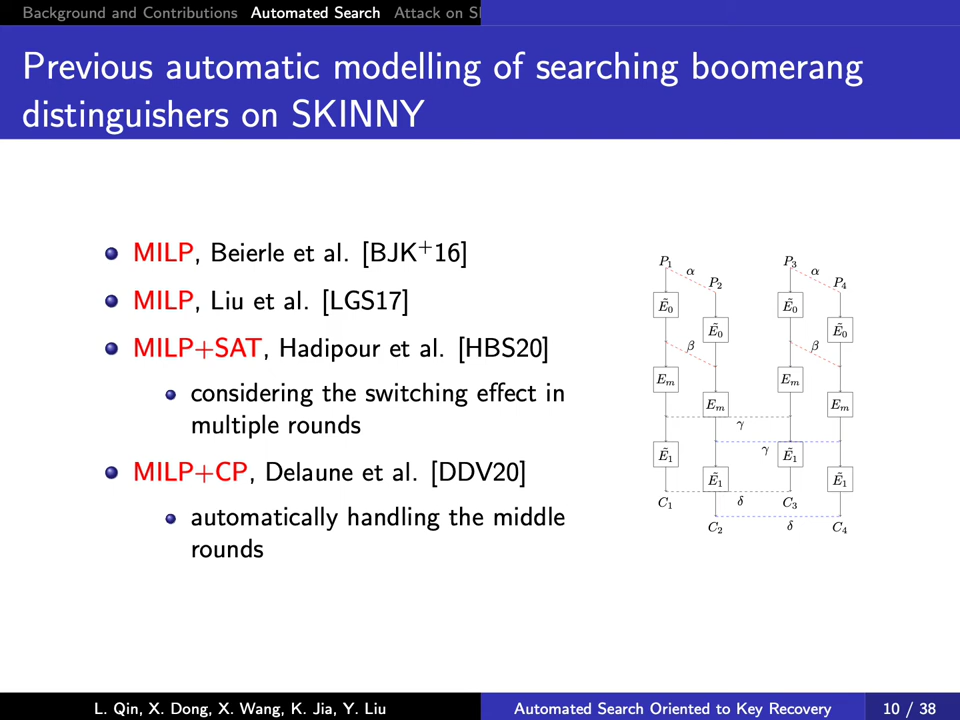 Background and Contributions Automated Search Attack on S
Previous automatic modelling of searching boomerang
distinguishers on SKINNY
MILP, Beierle et al. [BJK+16]
MILP, Liu et al. [LGS17]
MILP+SAT, Hadipour et al. [HBS20]
considering the switching effect in
multiple rounds
MILP+CP, Delaune et al. [DDV20]
automatically handling the middle
rounds
P1 α P2 P3 α P4
Ẽ0 Ẽ0 Ẽ0 Ẽ0
β β
Em Em Em Em
γ γ
Ẽ1 Ẽ1 Ẽ1 Ẽ1
C1 δ C3
C2 δ C4
L. Qin, X. Dong, X. Wang, K. Jia, Y. Liu
Automated Search Oriented to Key Recovery
10 / 38